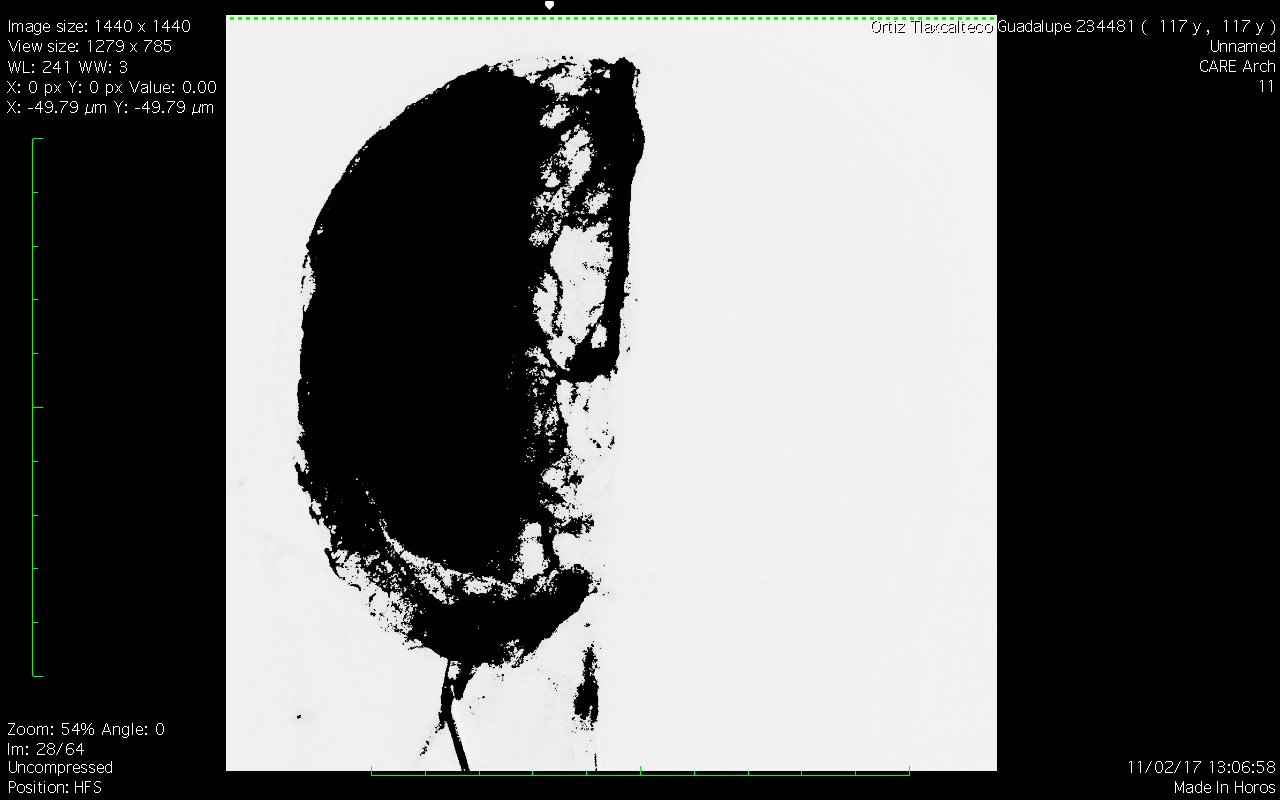 Image size: 1440 x 1440
View size: 1279 x 785
WL: 241 WW: 3
X: 0 px Y: 0 px Value: 0.00
X: -49.79 µm Y: -49.79 µm
Ortiz Tlaxcalteco Guadalupe 234481 ( 117 y , 117 y )
Unnamed
CARE Arch
11
Zoom: 54% Angle: 0
Im: 28/64
Uncompressed
Position: HFS
11/02/17 13:06:58
Made In Horos